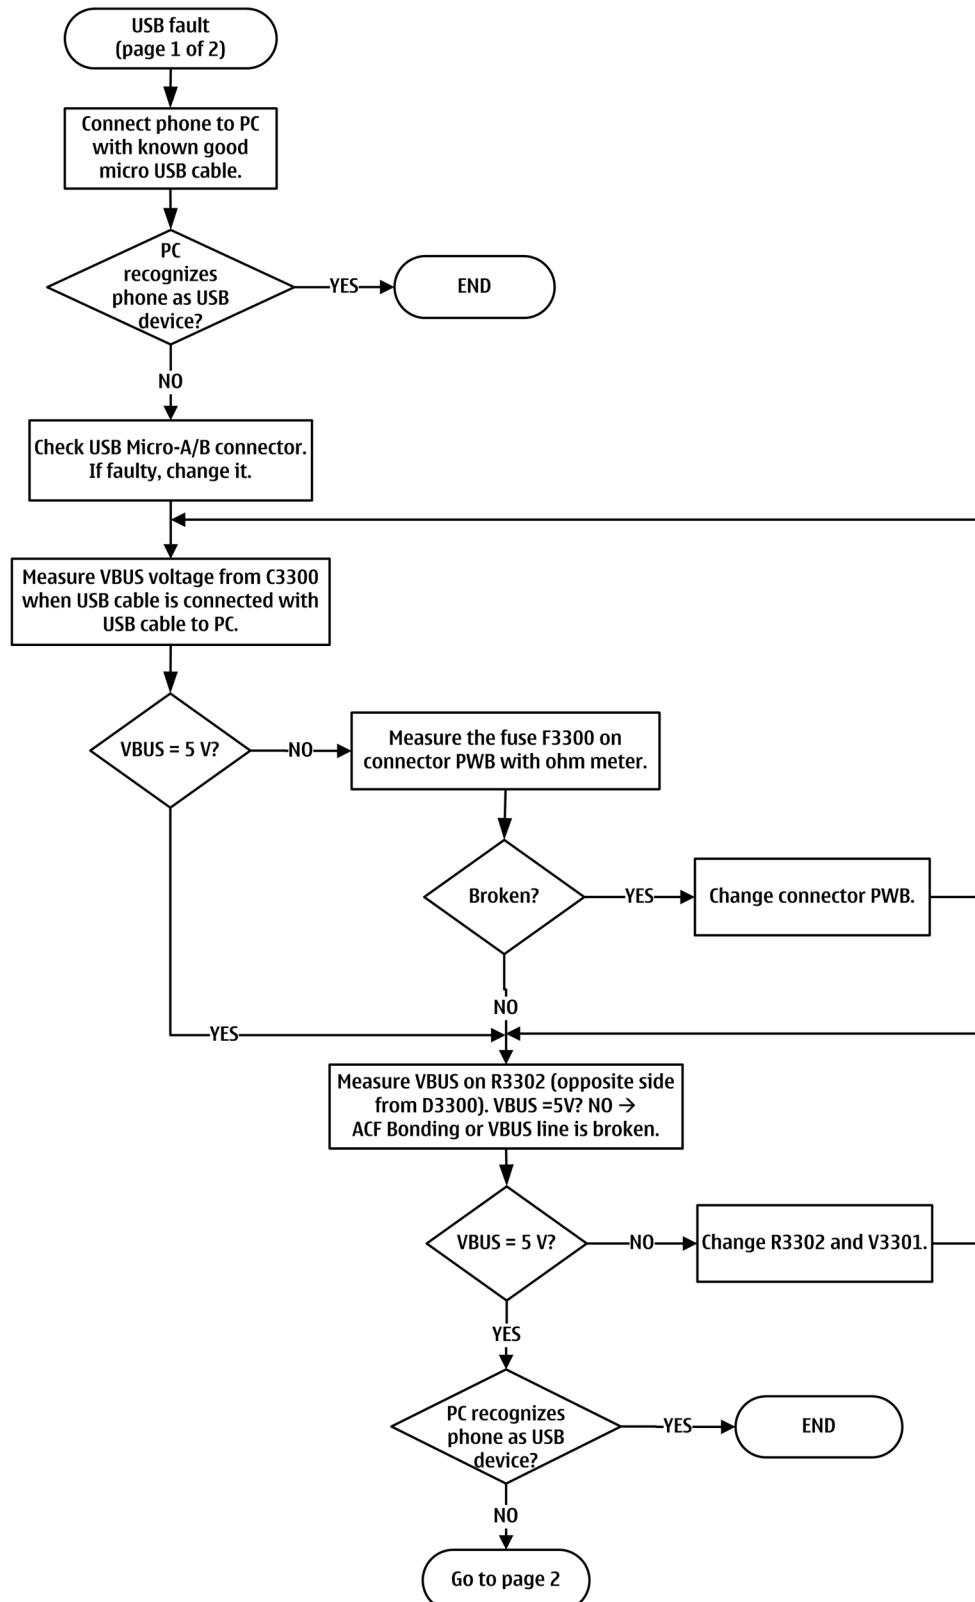 USB fault
(page 1 of 2)
Connect phone to PC
with known good
micro USB cable.
PC
recognizes
phone as USB
device?
YES
END
NO
Check USB Micro-A/B connector.
If faulty, change it.
Measure VBUS voltage from C3300
when USB cable is connected with
USB cable to PC.
VBUS = 5 V?
NO
Measure the fuse F3300 on
connector PWB with ohm meter.
Broken?
YES
Change connector PWB.
NO
YES
Measure VBUS on R3302 (opposite side
from D3300). VBUS =5V? NO →
ACF Bonding or VBUS line is broken.
VBUS = 5 V?
NO
Change R3302 and V3301.
YES
PC recognizes
phone as USB
device?
YES
END
NO
Go to page 2